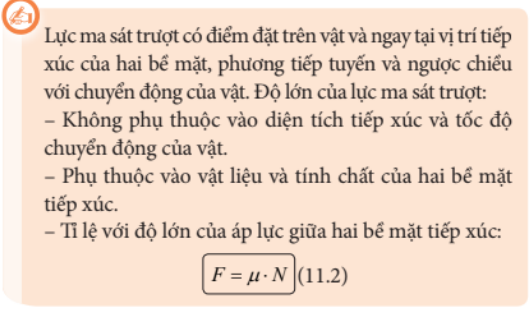 Lực ma sát trượt có điểm đặt trên vật và ngay tại vị trí tiếp
xúc của hai bề mặt, phương tiếp tuyến và ngược chiều
với chuyển động của vật. Độ lớn của lực ma sát trượt:
– Không phụ thuộc vào diện tích tiếp xúc và tốc độ
chuyển động của vật.
– Phụ thuộc vào vật liệu và tính chất của hai bề mặt
tiếp xúc.
– Tỉ lệ với độ lớn của áp lực giữa hai bề mặt tiếp xúc:
F = μ · N (11.2)